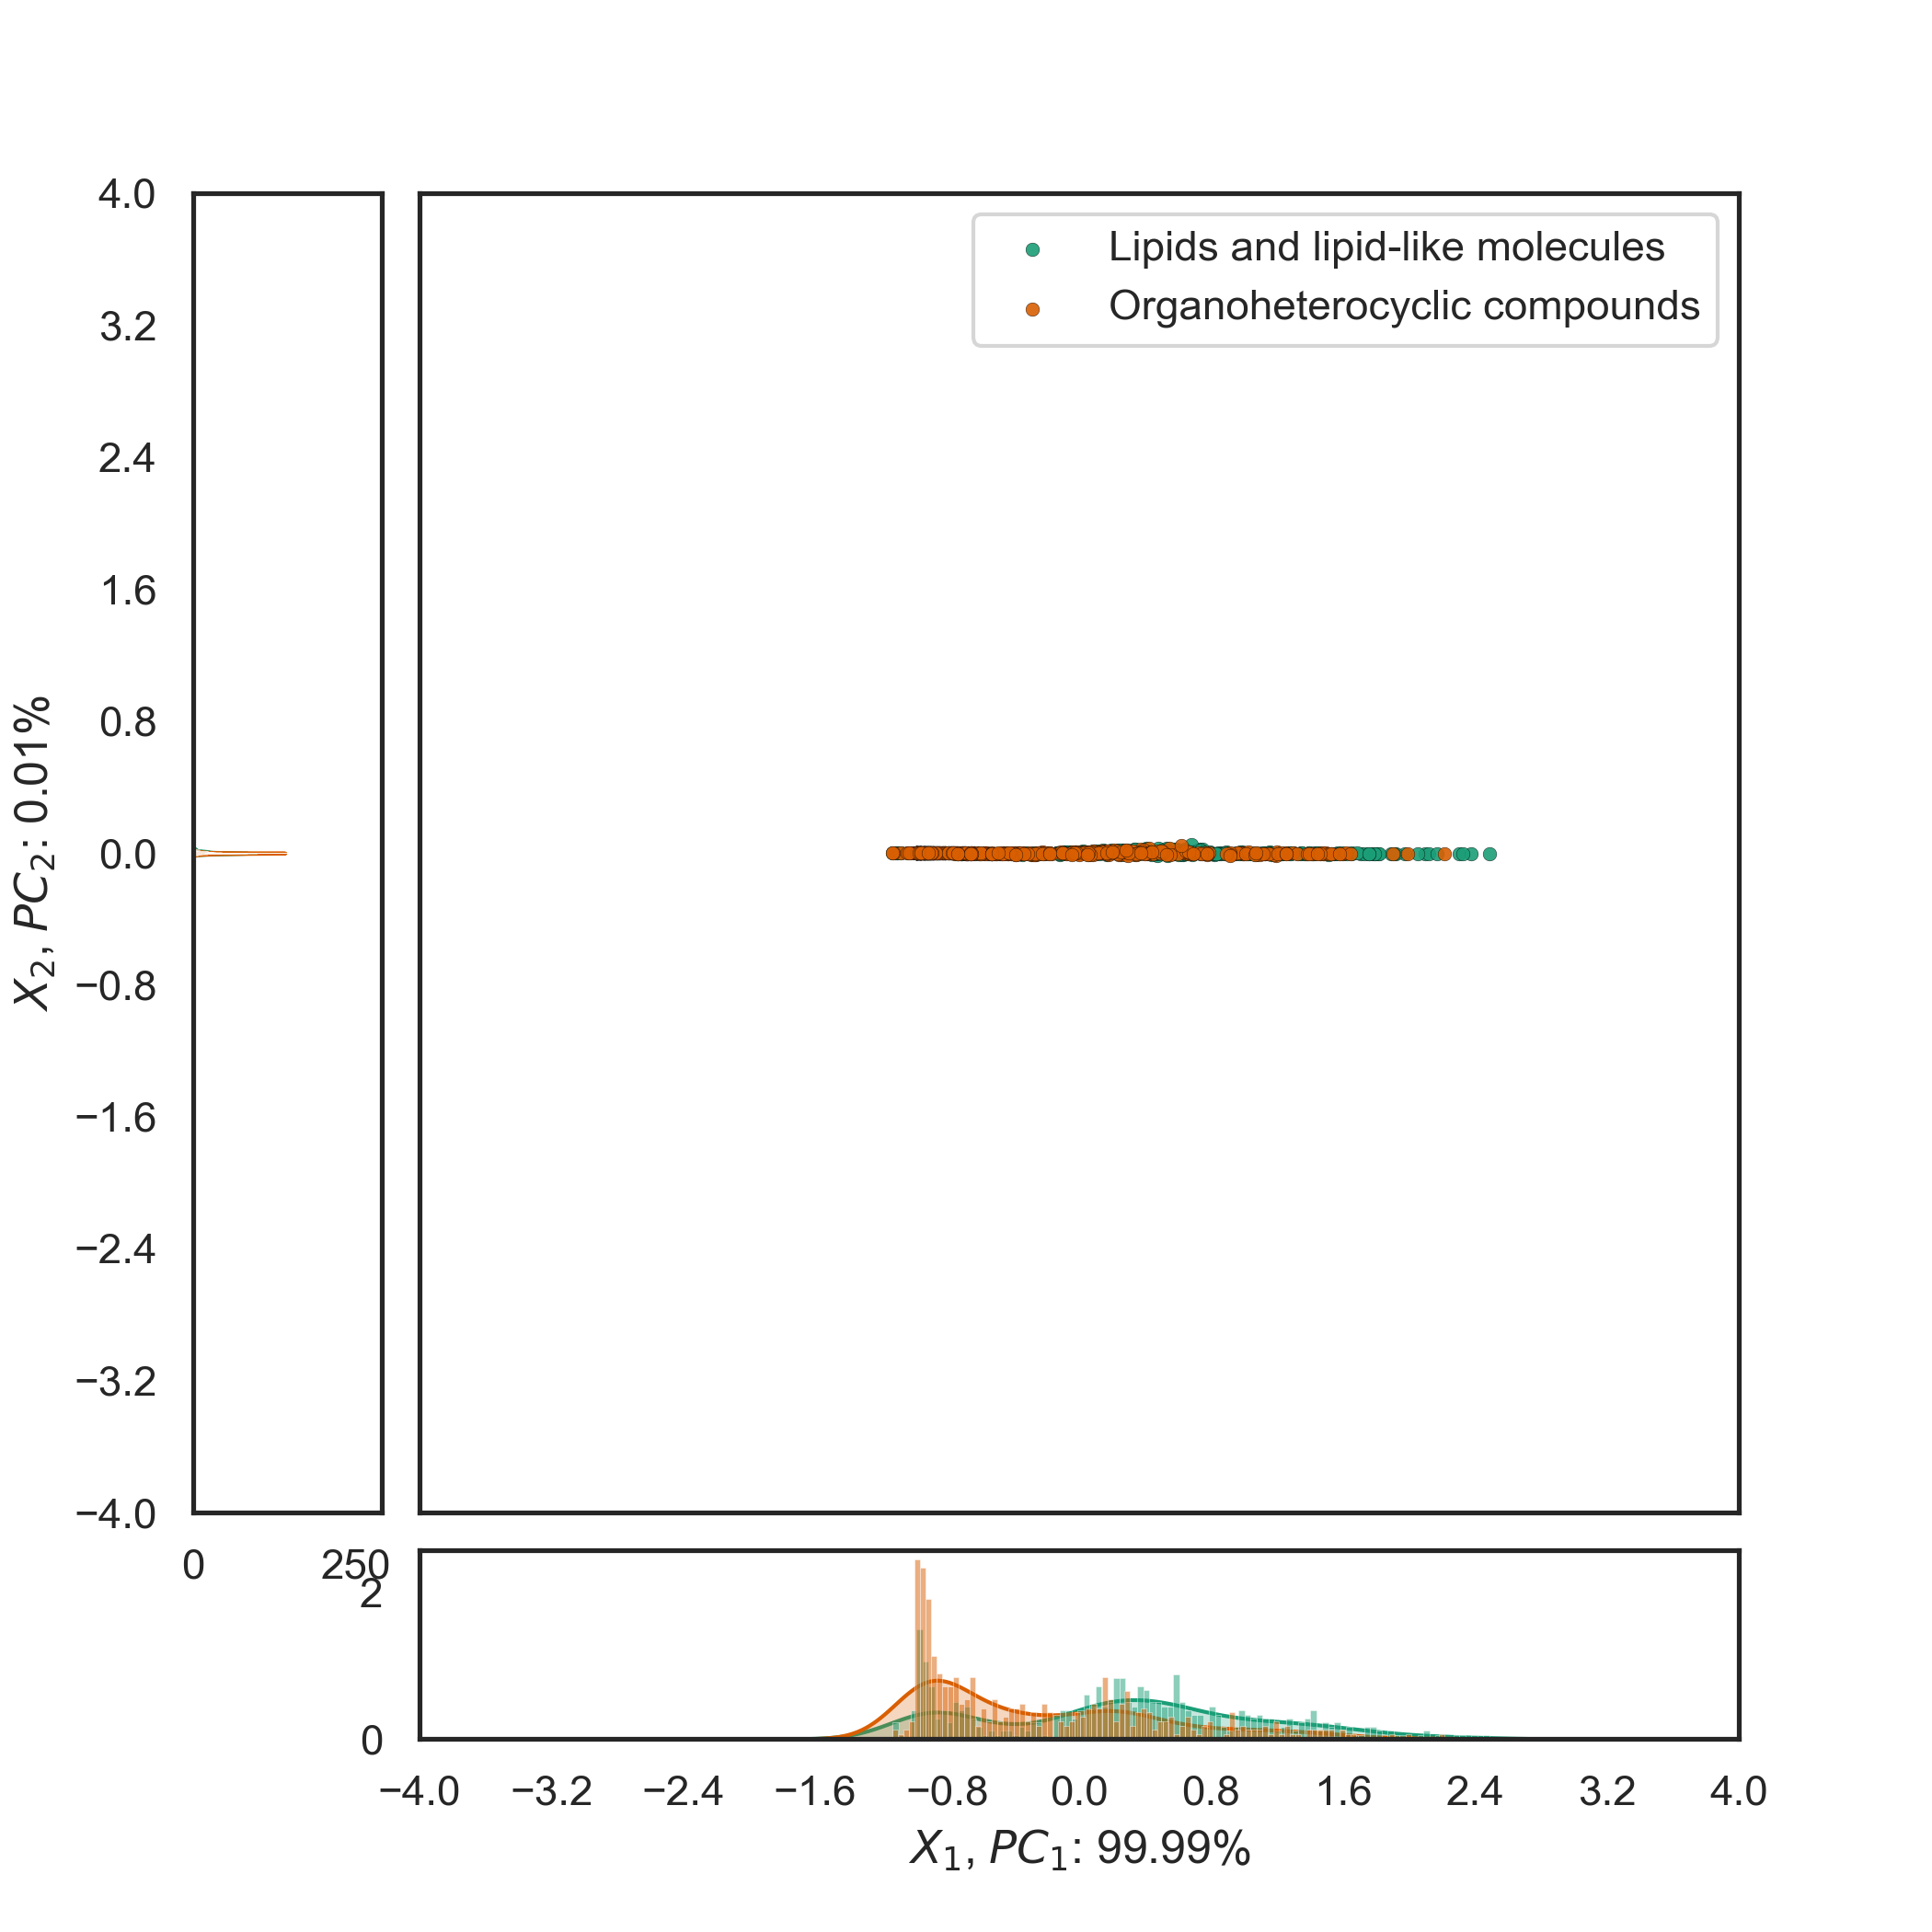 4.0
3.2
2.4
1.6
0.8
0.0
−0.8
−1.6
−2.4
−3.2
−4.0
X₂, PC₂: 0.01%
Lipids and lipid-like molecules
Organoheterocyclic compounds
0 250
2
0
−4.0 −3.2 −2.4 −1.6 −0.8 0.0 0.8 1.6 2.4 3.2 4.0
X₁, PC₁: 99.99%